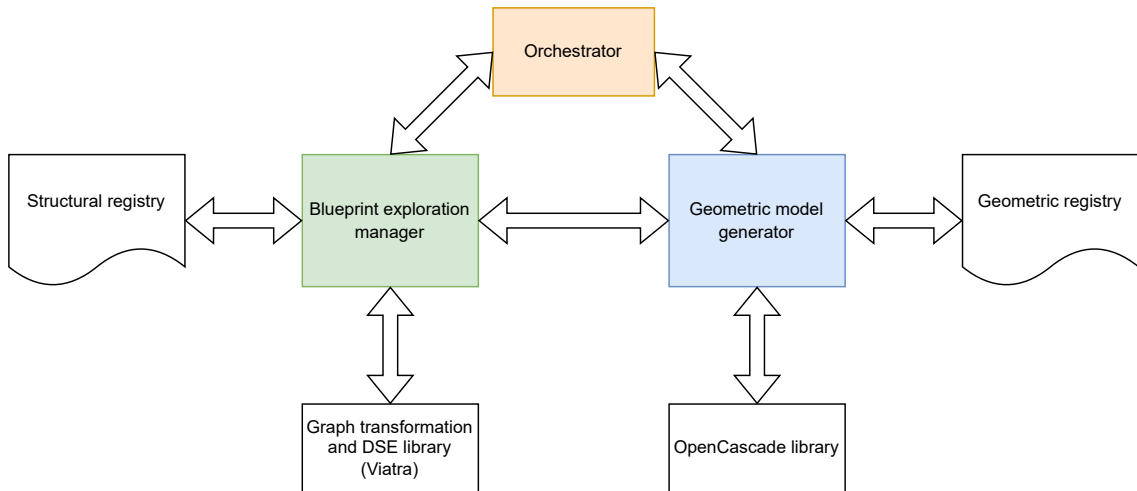 Orchestrator
Structural registry
Blueprint exploration
manager
Geometric model
generator
Geometric registry
Graph transformation
and DSE library
(Viatra)
OpenCascade library